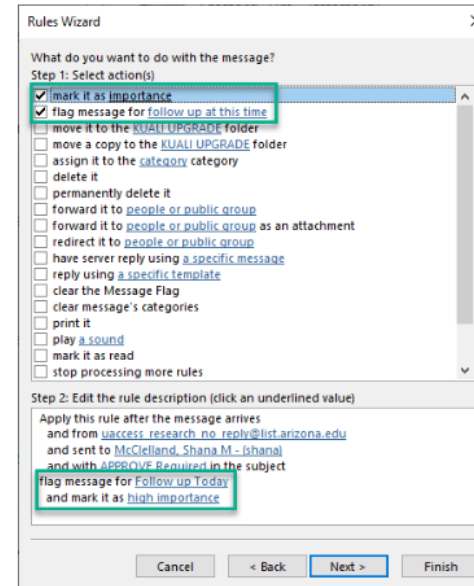 Rules Wizard
What do you want to do with the message?
Step 1: Select action(s)
mark it as importance
flag message for follow up at this time
move it to the KUALI UPGRADE folder
move a copy to the KUALI UPGRADE folder
assign it to the category category
delete it
permanently delete it
forward it to people or public group
forward it to people or public group as an attachment
redirect it to people or public group
have server reply using a specific message
reply using a specific template
clear the Message Flag
clear message's categories
print it
play a sound
mark it as read
stop processing more rules
Step 2: Edit the rule description (click an underlined value)
Apply this rule after the message arrives
and from uaccess_research_no_reply@list.arizona.edu
and sent to McClelland, Shana M - (shana)
and with APPROVE Required in the subject
flag message for Follow up Today
and mark it as high importance
Cancel
< Back
Next >
Finish